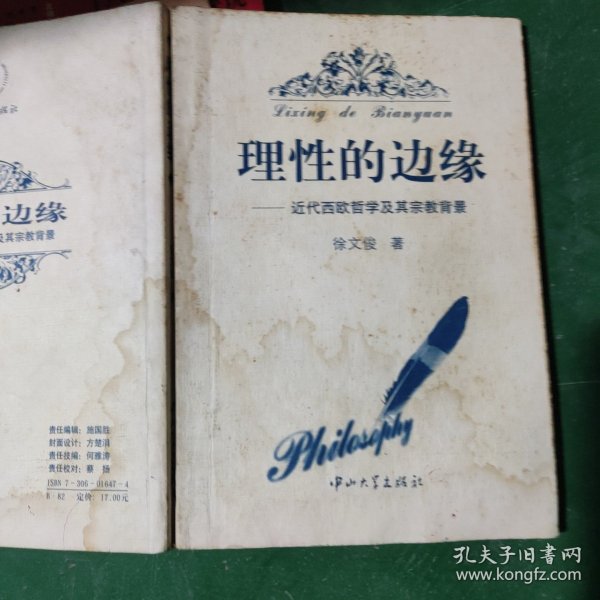 版社
边缘
及其宗教背景
责任编辑：施国胜
封面设计：方楚涓
责任技编：何雅涛
责任校对：蔡 扬
ISBN 7-306-01647-4
B·82 定价：17.00元
Lixing de Bianyuan
理性的边缘
——近代西欧哲学及其宗教背景
徐文俊 著
Philosophy
中山大学出版社
孔夫子旧书网
www.kongfz.com